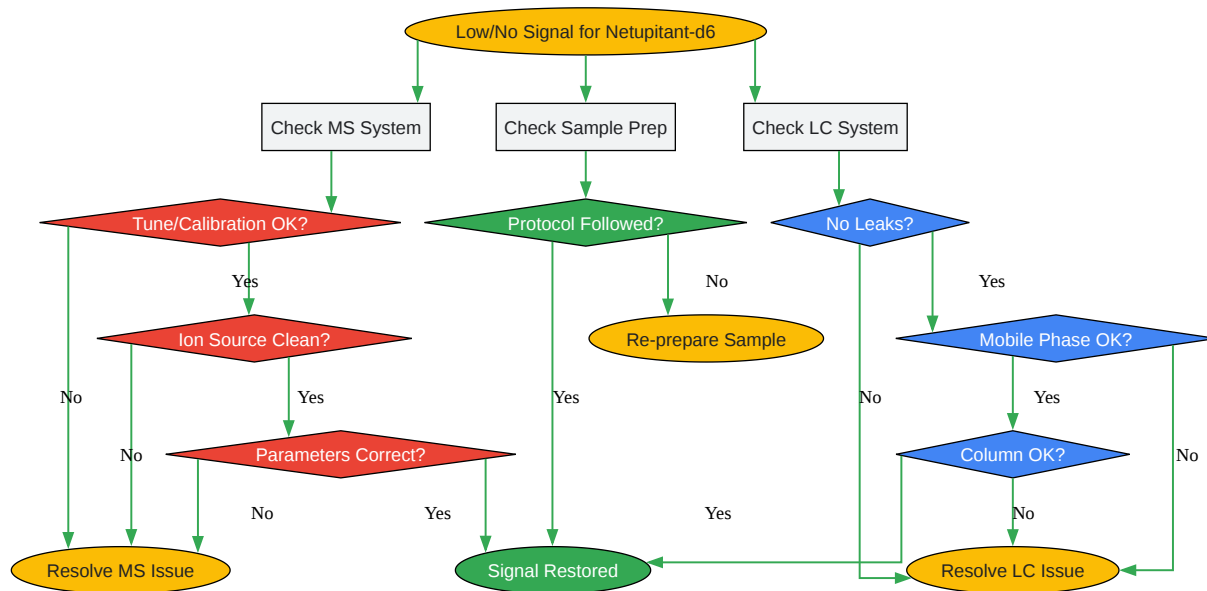 Low/No Signal for Netupitant-d6
Check MS System
Check Sample Prep
Check LC System
Tune/Calibration OK?
Protocol Followed?
No Leaks?
Yes
No
Yes
Ion Source Clean?
Re-prepare Sample
Mobile Phase OK?
No
Yes
Yes
No
Yes
No
Parameters Correct?
Column OK?
No
No
Yes
Yes
No
Resolve MS Issue
Signal Restored
Resolve LC Issue